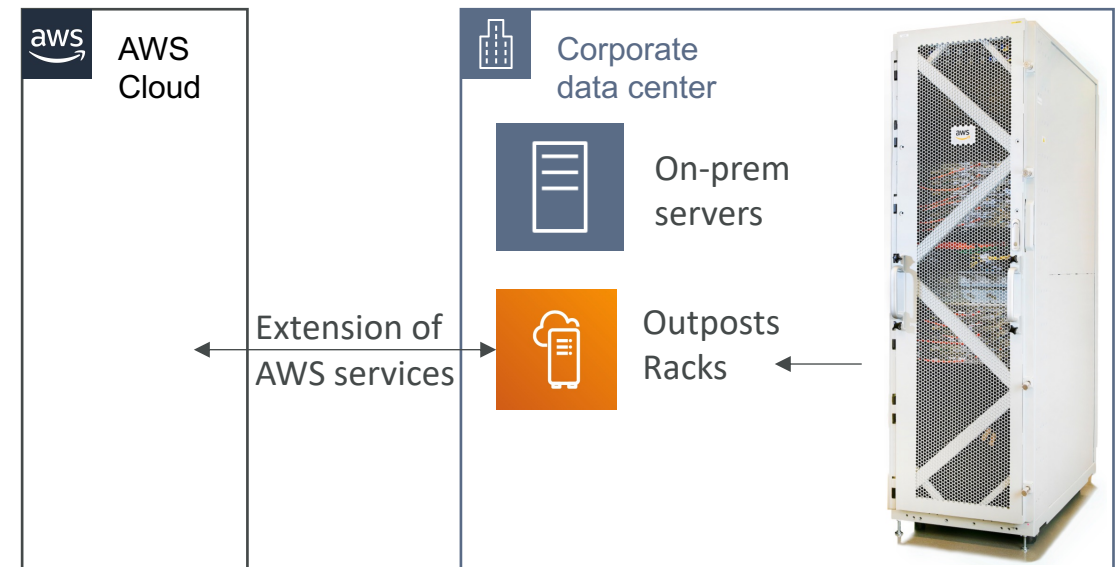 aws
AWS
Cloud
Corporate
data center
On-prem
servers
Extension of
AWS services
Outposts
Racks
aws